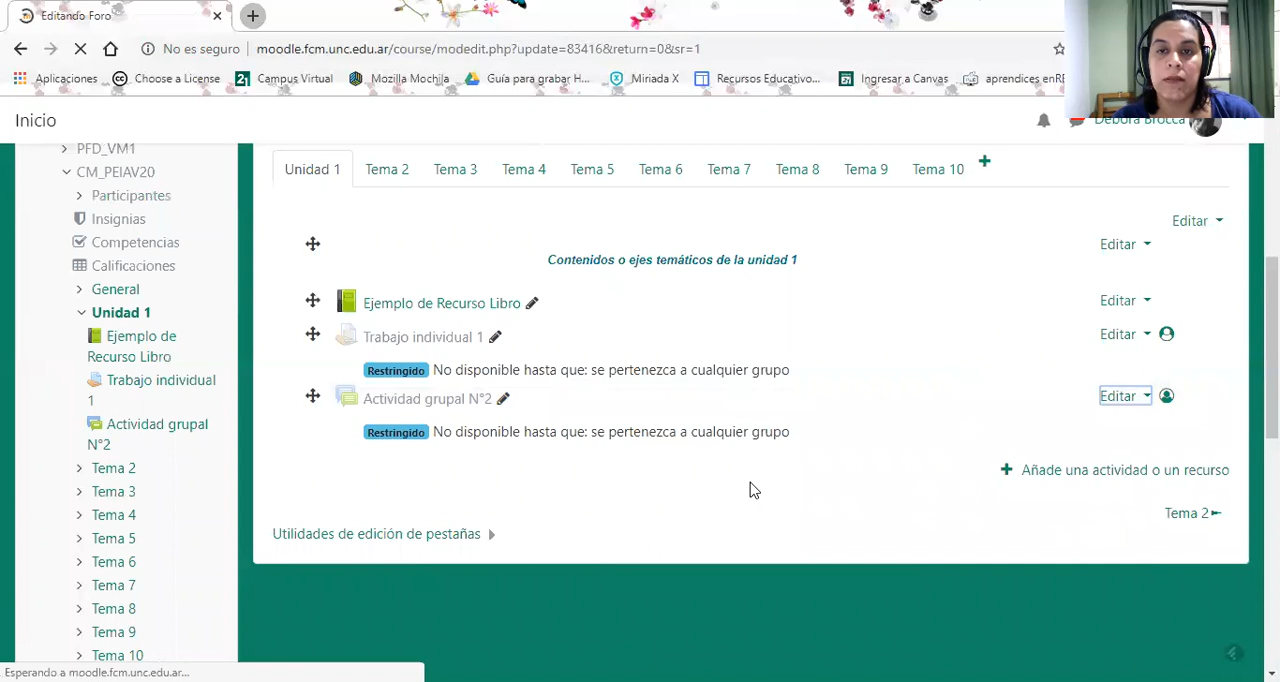 Editando Foro
No es seguro moodle.fcm.unc.edu.ar/course/modedit.php?update=83416&return=0&sr=1
Aplicaciones Choose a License Campus Virtual Mozilla Mochila Guía para grabar H... Miriada X Recursos Educativo... Ingresar a Canvas aprendices enRE
Inicio
Debora Brocca
PFD_VM1
CM_PEIAV20
Participantes
Insignias
Competencias
Calificaciones
General
Unidad 1
Ejemplo de
Recurso Libro
Trabajo individual
1
Actividad grupal
N°2
Tema 2
Tema 3
Tema 4
Tema 5
Tema 6
Tema 7
Tema 8
Tema 9
Tema 10
Unidad 1 Tema 2 Tema 3 Tema 4 Tema 5 Tema 6 Tema 7 Tema 8 Tema 9 Tema 10
Editar
Editar
Contenidos o ejes temáticos de la unidad 1
Ejemplo de Recurso Libro Editar
Trabajo individual 1 Editar
Restringido No disponible hasta que: se pertenezca a cualquier grupo
Actividad grupal N°2 Editar
Restringido No disponible hasta que: se pertenezca a cualquier grupo
Añade una actividad o un recurso
Tema 2
Utilidades de edición de pestañas
Esperando a moodle.fcm.unc.edu.ar...